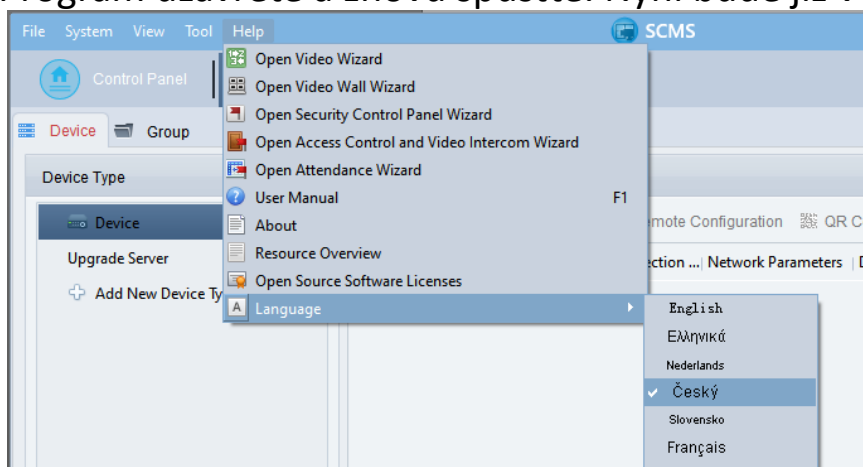 File System View Tool Help SCMS
Control Panel
Open Video Wizard
Open Video Wall Wizard
Open Security Control Panel Wizard
Open Access Control and Video Intercom Wizard
Open Attendance Wizard
User Manual F1
About
Resource Overview
Open Source Software Licenses
Language
Device Group
Device Type
Device
Upgrade Server
Add New Device Ty
mote Configuration QR C
ction ... Network Parameters
English
Ελληνικά
Nederlands
Český
Slovensko
Français